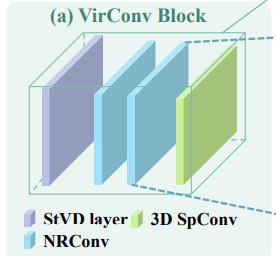 (a) VirConv Block
StVD layer 3D SpConv
NRConv